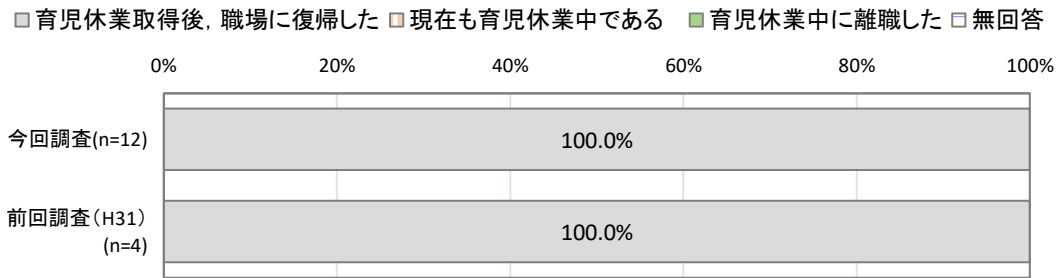 育児休業取得後，職場に復帰した 現在も育児休業中である 育児休業中に離職した 無回答
0% 20% 40% 60% 80% 100%
今回調査(n=12) 100.0%
前回調査（H31） 100.0%
(n=4)